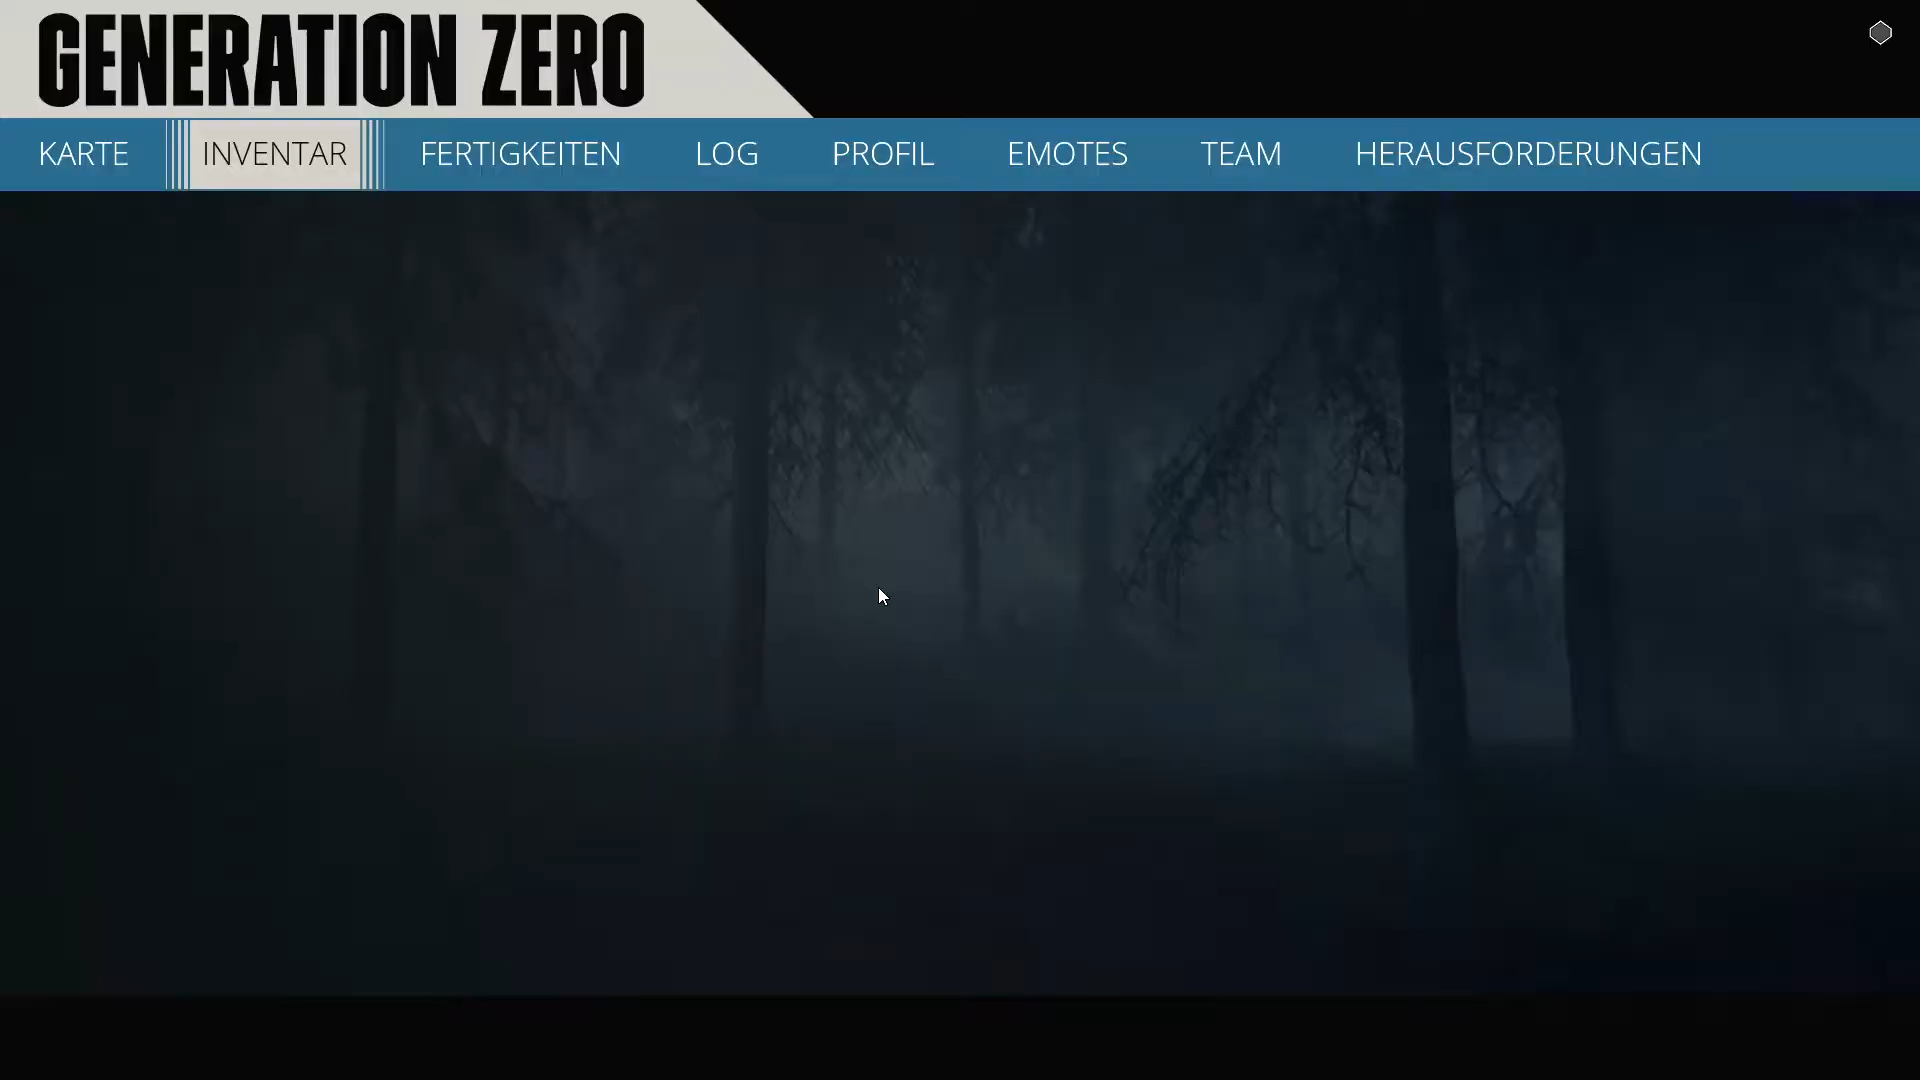 GENERATION ZERO
KARTE INVENTAR FERTIGKEITEN LOG PROFIL EMOTES TEAM HERAUSFORDERUNGEN